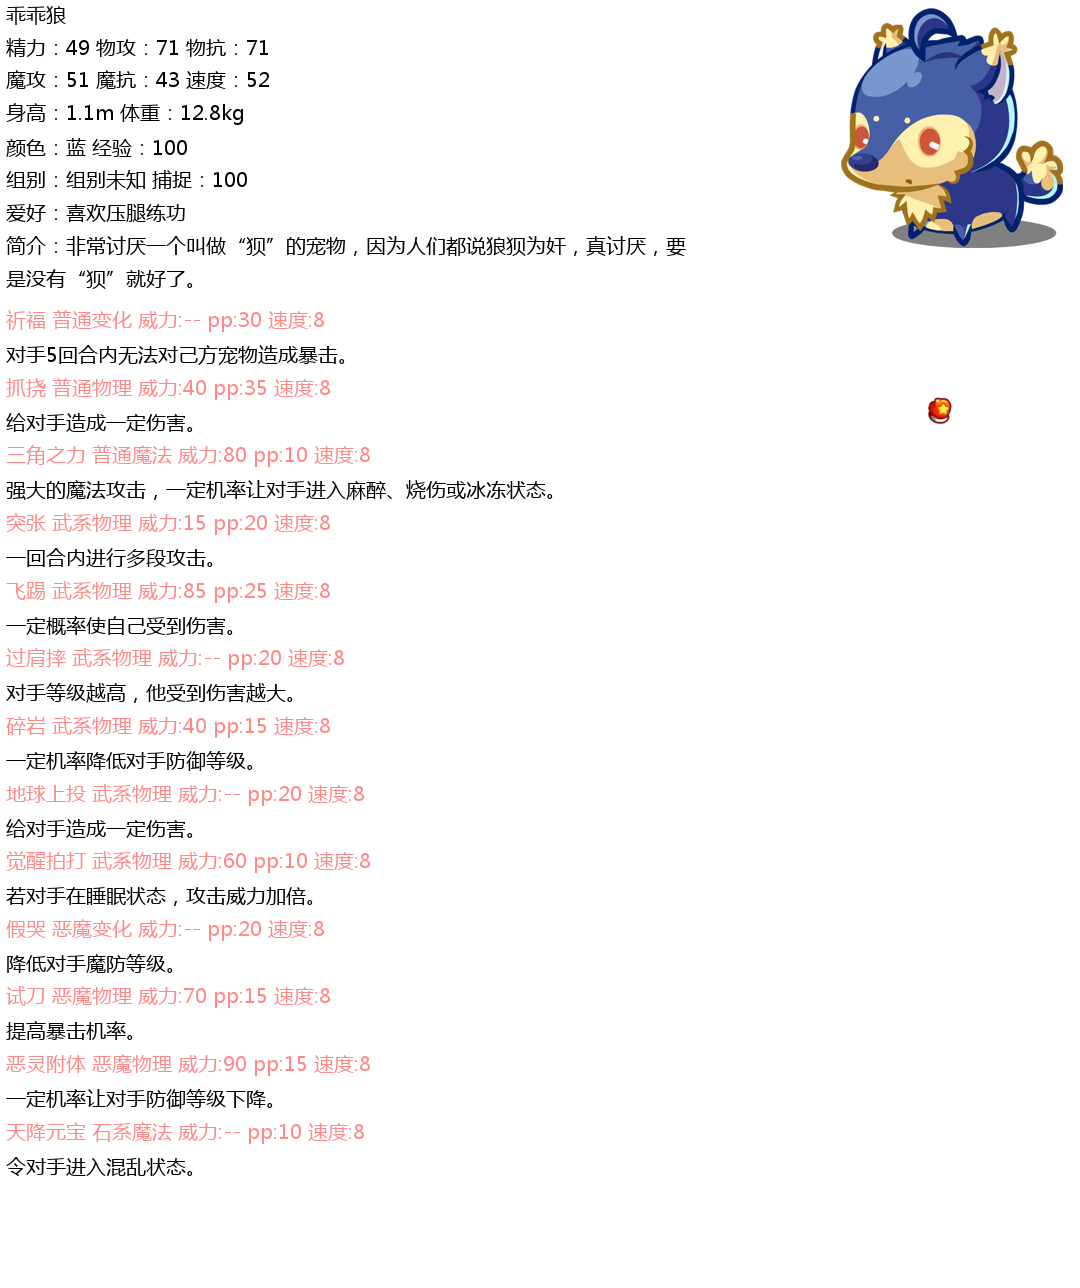 乖乖狼
精力：49 物攻：71 物抗：71
魔攻：51 魔抗：43 速度：52
身高：1.1m 体重：12.8kg
颜色：蓝 经验：100
组别：组别未知 捕捉：100
爱好：喜欢压腿练功
简介：非常讨厌一个叫做“狈”的宠物，因为人们都说狼狈为奸，真讨厌，要
是没有“狈”就好了。
祈福 普通变化 威力:-- pp:30 速度:8
对手5回合内无法对己方宠物造成暴击。
抓挠 普通物理 威力:40 pp:35 速度:8
给对手造成一定伤害。
三角之力 普通魔法 威力:80 pp:10 速度:8
强大的魔法攻击，一定机率让对手进入麻醉、烧伤或冰冻状态。
突张 武系物理 威力:15 pp:20 速度:8
一回合内进行多段攻击。
飞踢 武系物理 威力:85 pp:25 速度:8
一定概率使自己受到伤害。
过肩摔 武系物理 威力:-- pp:20 速度:8
对手等级越高，他受到伤害越大。
碎岩 武系物理 威力:40 pp:15 速度:8
一定机率降低对手防御等级。
地球上投 武系物理 威力:-- pp:20 速度:8
给对手造成一定伤害。
觉醒拍打 武系物理 威力:60 pp:10 速度:8
若对手在睡眠状态，攻击威力加倍。
假哭 恶魔变化 威力:-- pp:20 速度:8
降低对手魔防等级。
试刀 恶魔物理 威力:70 pp:15 速度:8
提高暴击机率。
恶灵附体 恶魔物理 威力:90 pp:15 速度:8
一定机率让对手防御等级下降。
天降元宝 石系魔法 威力:-- pp:10 速度:8
令对手进入混乱状态。